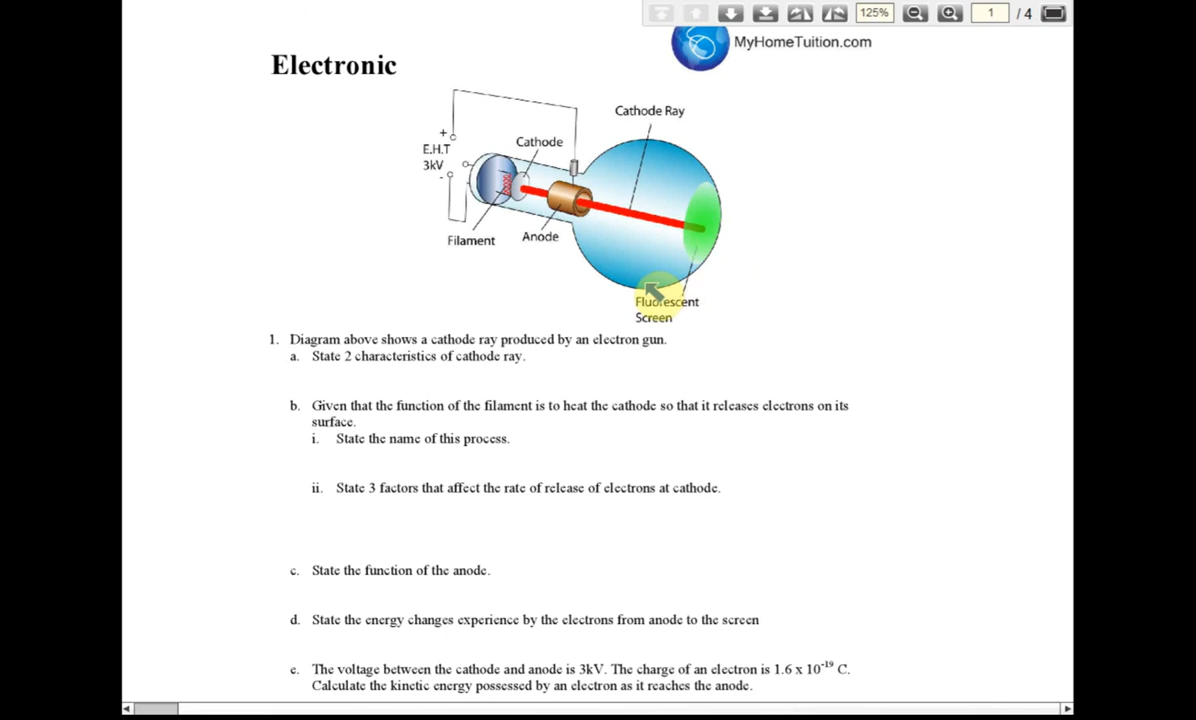 125%
1 / 4
MyHomeTuition.com
Electronic
Cathode Ray
+
E.H.T
3kV
-
Cathode
Filament
Anode
Fluorescent
Screen
1. Diagram above shows a cathode ray produced by an electron gun.
a. State 2 characteristics of cathode ray.
b. Given that the function of the filament is to heat the cathode so that it releases electrons on its
surface.
i. State the name of this process.
ii. State 3 factors that affect the rate of release of electrons at cathode.
c. State the function of the anode.
d. State the energy changes experience by the electrons from anode to the screen
e. The voltage between the cathode and anode is 3kV. The charge of an electron is 1.6 x 10⁻¹⁹ C.
Calculate the kinetic energy possessed by an electron as it reaches the anode.